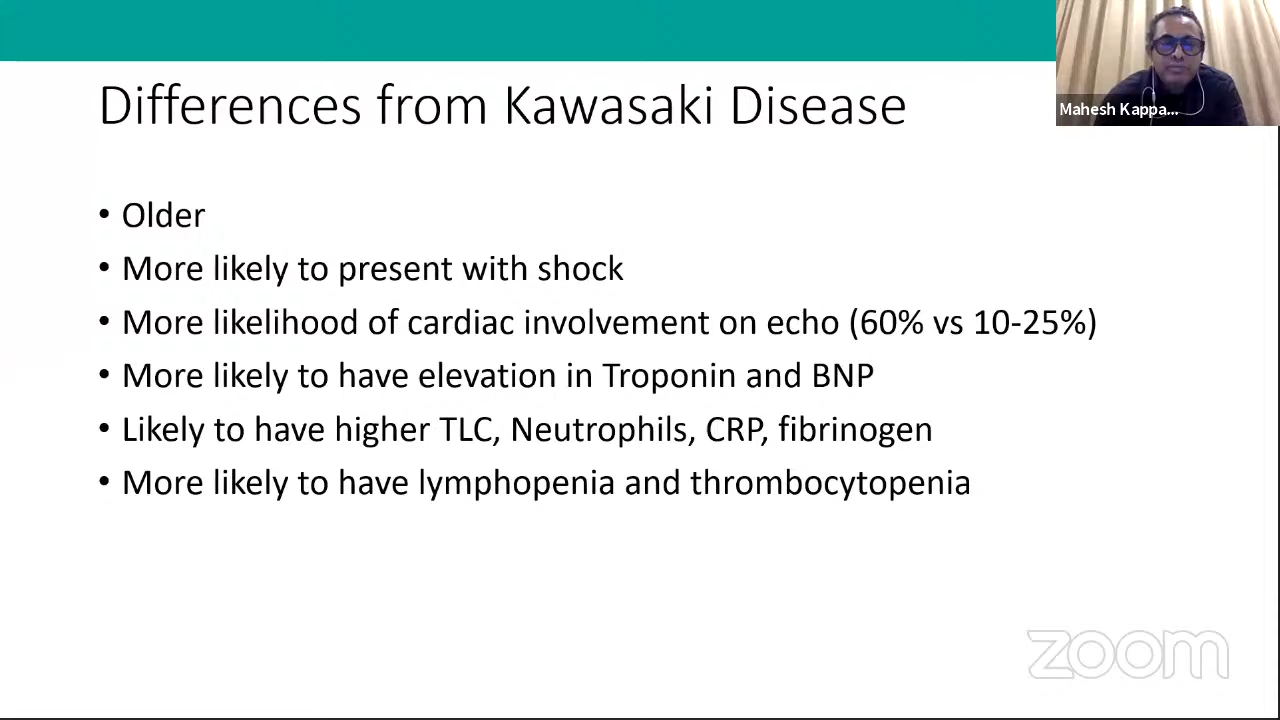 Differences from Kawasaki Disease
Mahesh Kappa...
• Older
• More likely to present with shock
• More likelihood of cardiac involvement on echo (60% vs 10-25%)
• More likely to have elevation in Troponin and BNP
• Likely to have higher TLC, Neutrophils, CRP, fibrinogen
• More likely to have lymphopenia and thrombocytopenia
zoom